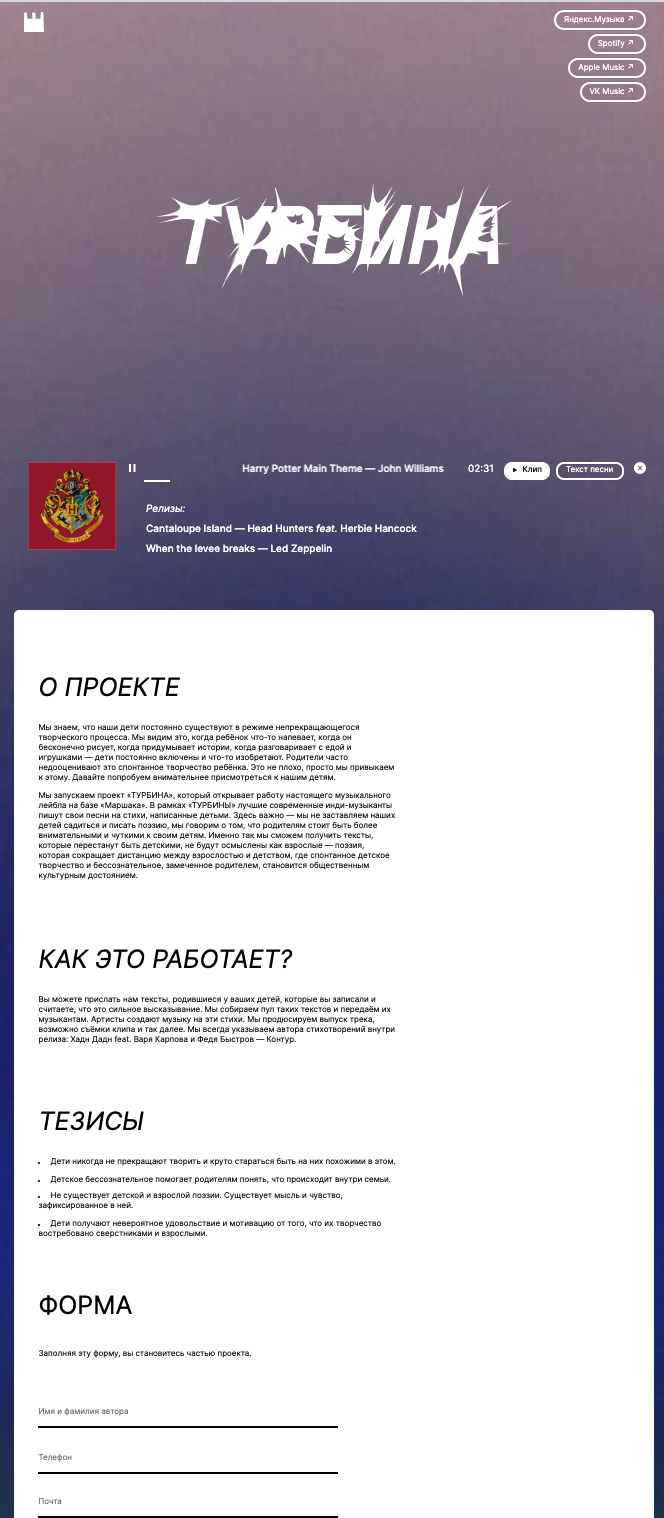 Яндекс.Музыка ↗
Spotify ↗
Apple Music ↗
VK Music ↗
ТУРБИНА
Harry Potter Main Theme — John Williams
02:31
Клип
Текст песни
Релизы:
Cantaloupe Island — Head Hunters feat. Herbie Hancock
When the levee breaks — Led Zeppelin
О ПРОЕКТЕ
Мы знаем, что наши дети постоянно существуют в режиме непрекращающегося
творческого процесса. Мы видим это, когда ребёнок что-то напевает, когда он
бесконечно рисует, когда придумывает истории, когда разговаривает с едой и
игрушками — дети постоянно включены и что-то изобретают. Родители часто
недооценивают это спонтанное творчество ребёнка. Это не плохо, просто мы привыкаем
к этому. Давайте попробуем внимательнее присмотреться к нашим детям.
Мы запускаем проект «ТУРБИНА», который открывает работу настоящего музыкального
лейбла на базе «Маршака». В рамках «ТУРБИНЫ» лучшие современные инди-музыканты
пишут свои песни на стихи, написанные детьми. Здесь важно — мы не заставляем наших
детей садиться и писать поэзию, мы говорим о том, что родителям стоит быть более
внимательными и чуткими к своим детям. Именно так мы сможем получить тексты,
которые перестанут быть детскими, не будут осмыслены как взрослые — поэзия,
которая сокращает дистанцию между взрослостью и детством, где спонтанное детское
творчество и бессознательное, замеченное родителем, становится общественным
культурным достоянием.
КАК ЭТО РАБОТАЕТ?
Вы можете прислать нам тексты, родившиеся у ваших детей, которые вы записали и
считаете, что это сильное высказывание. Мы собираем пул таких текстов и передаём их
музыкантам. Артисты создают музыку на эти стихи. Мы продюсируем выпуск трека,
возможно съёмки клипа и так далее. Мы всегда указываем автора стихотворений внутри
релиза: Хадн Дадн feat. Варя Карпова и Федя Быстров — Контур.
ТЕЗИСЫ
• Дети никогда не прекращают творить и круто стараться быть на них похожими в этом.
• Детское бессознательное помогает родителям понять, что происходит внутри семьи.
• Не существует детской и взрослой поэзии. Существует мысль и чувство,
зафиксированное в ней.
• Дети получают невероятное удовольствие и мотивацию от того, что их творчество
востребовано сверстниками и взрослыми.
ФОРМА
Заполняя эту форму, вы становитесь частью проекта.
Имя и фамилия автора
Телефон
Почта